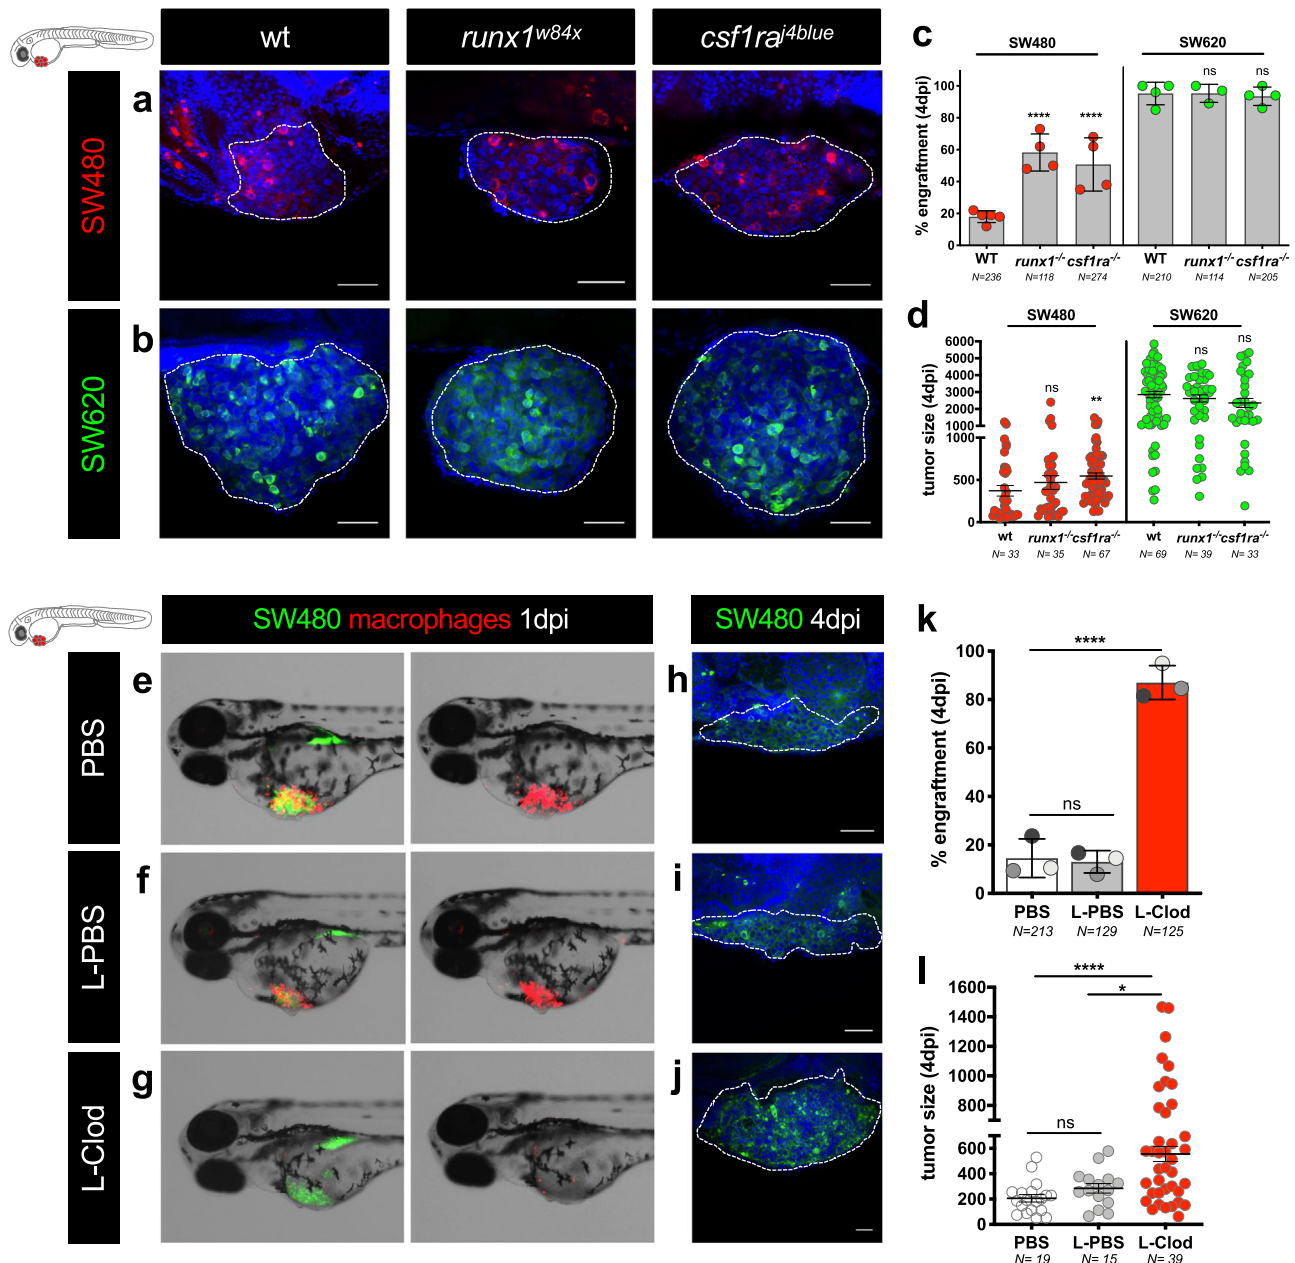 wt
runx1^w84x
csf1ra^j4blue
SW480
a
SW620
b
c
SW480
SW620
% engraftment (4dpi)
100
80
60
40
20
0
****
****
ns
ns
WT
runx1-/-
csf1ra-/-
WT
runx1-/-
csf1ra-/-
N=236
N=118
N=274
N=210
N=114
N=205
d
SW480
SW620
tumor size (4dpi)
6000
5000
4000
3000
2000
1000
1000
500
0
ns
**
ns
ns
wt
runx1-/-
csf1ra-/-
wt
runx1-/-
csf1ra-/-
N= 33
N= 35
N= 67
N= 69
N= 39
N= 33
SW480 macrophages 1dpi
SW480 4dpi
PBS
e
h
L-PBS
f
i
L-Clod
g
j
k
% engraftment (4dpi)
100
80
60
40
20
0
****
ns
PBS
L-PBS
L-Clod
N=213
N=129
N=125
l
tumor size (4dpi)
1600
1400
1200
1000
800
600
400
200
0
****
*
ns
PBS
L-PBS
L-Clod
N= 19
N= 15
N= 39